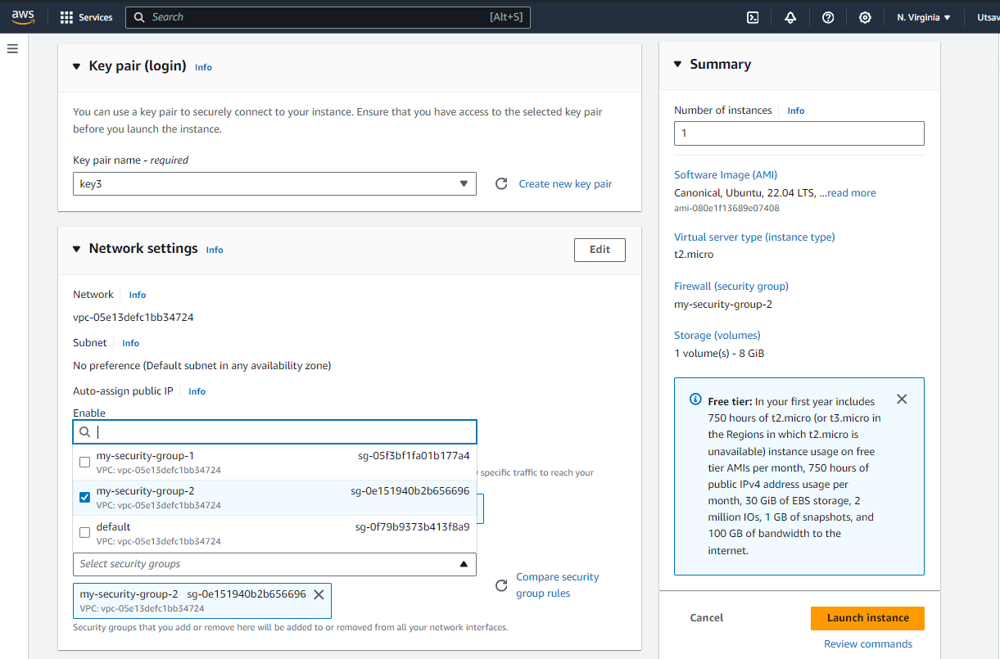 aws
Services
Search
[Alt+S]
N. Virginia
Utsav
Key pair (login) Info
You can use a key pair to securely connect to your instance. Ensure that you have access to the selected key pair
before you launch the instance.
Key pair name - required
key3
Create new key pair
Network settings Info
Edit
Network Info
vpc-05e13defc1bb34724
Subnet Info
No preference (Default subnet in any availability zone)
Auto-assign public IP Info
Enable
my-security-group-1 sg-05f3bf1fa01b177a4
VPC: vpc-05e13defc1bb34724
specific traffic to reach your
my-security-group-2 sg-0e151940b2b656696
VPC: vpc-05e13defc1bb34724
default sg-0f79b9373b413f8a9
VPC: vpc-05e13defc1bb34724
Select security groups
Compare security
group rules
my-security-group-2 sg-0e151940b2b656696
VPC: vpc-05e13defc1bb34724
Security groups that you add or remove here will be added to or removed from all your network interfaces.
Summary
Number of instances Info
1
Software Image (AMI)
Canonical, Ubuntu, 22.04 LTS, ...read more
ami-080e1f13689e07408
Virtual server type (instance type)
t2.micro
Firewall (security group)
my-security-group-2
Storage (volumes)
1 volume(s) - 8 GiB
Free tier: In your first year includes
750 hours of t2.micro (or t3.micro in
the Regions in which t2.micro is
unavailable) instance usage on free
tier AMIs per month, 750 hours of
public IPv4 address usage per
month, 30 GiB of EBS storage, 2
million IOs, 1 GB of snapshots, and
100 GB of bandwidth to the
internet.
Cancel
Launch instance
Review commands